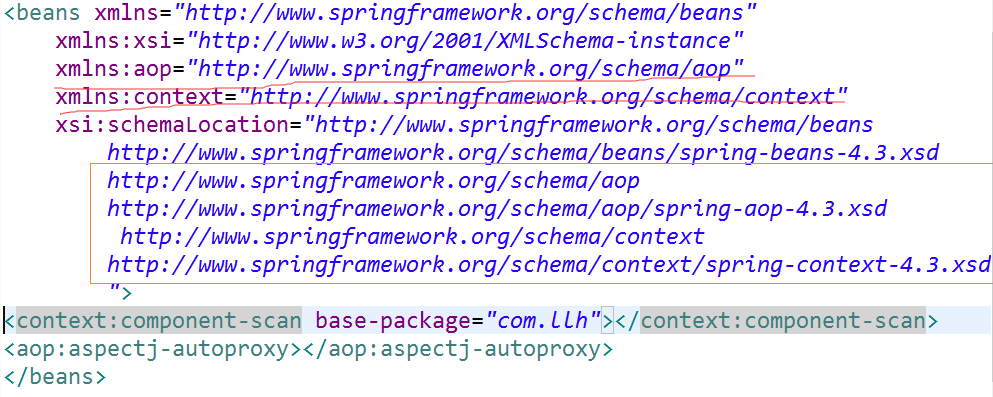 <beans xmlns="http://www.springframework.org/schema/beans"
xmlns:xsi="http://www.w3.org/2001/XMLSchema-instance"
xmlns:aop="http://www.springframework.org/schema/aop"
xmlns:context="http://www.springframework.org/schema/context"
xsi:schemaLocation="http://www.springframework.org/schema/beans
http://www.springframework.org/schema/beans/spring-beans-4.3.xsd
http://www.springframework.org/schema/aop
http://www.springframework.org/schema/aop/spring-aop-4.3.xsd
http://www.springframework.org/schema/context
http://www.springframework.org/schema/context/spring-context-4.3.xsd
">
<context:component-scan base-package="com.llh"></context:component-scan>
<aop:aspectj-autoproxy></aop:aspectj-autoproxy>
</beans>